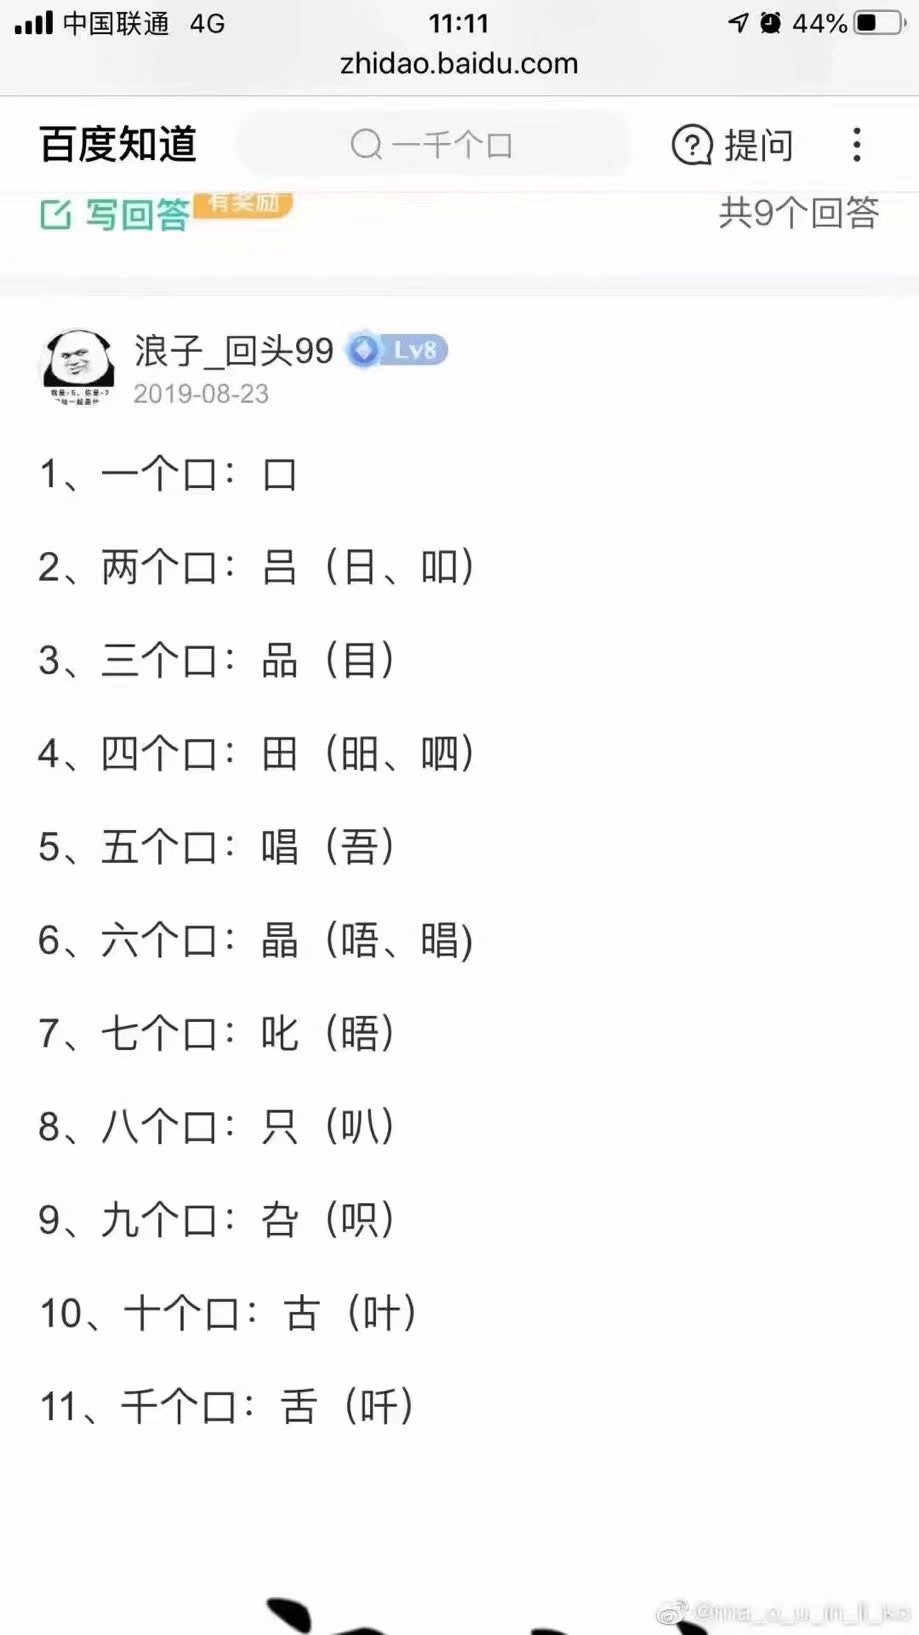 中国联通 4G 11:11 44%
zhidao.baidu.com
百度知道 一千个口 提问
写回答 有奖励 共9个回答
浪子_回头99 Lv8
2019-08-23
1、一个口：口
2、两个口：吕（日、吅）
3、三个口：品（目）
4、四个口：田（昍、呬）
5、五个口：唱（吾）
6、六个口：晶（唔、晿）
7、七个口：叱（晤）
8、八个口：只（叭）
9、九个口：旮（呮）
10、十个口：古（叶）
11、千个口：舌（吀）